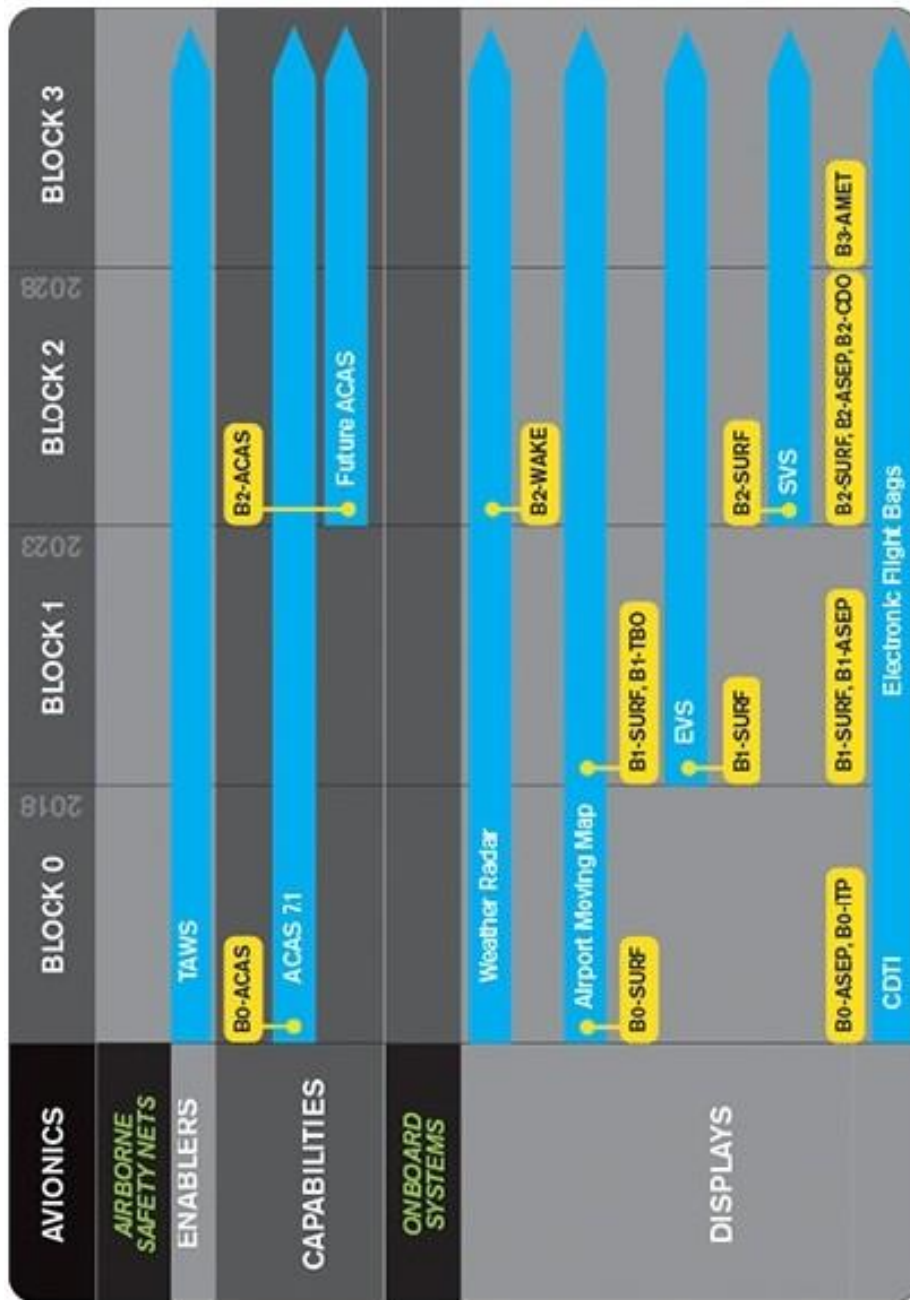 AVIONICS
BLOCK 0
2018
BLOCK 1
2023
BLOCK 2
2028
BLOCK 3
AIRBORNE
SAFETY NETS
ENABLERS
TAWS
CAPABILITIES
B0-ACAS
B2-ACAS
ACAS 7.1
Future ACAS
ONBOARD
SYSTEMS
DISPLAYS
Weather Radar
B2-WAKE
Airport Moving Map
B0-SURF
B1-SURF, B1-TBO
EVS
B1-SURF
B2-SURF
SVS
B0-ASEP, B0-ITP
B1-SURF, B1-ASEP
B2-SURF, B2-ASEP, B2-CDO
B3-AMET
CDTI
Electronic Flight Bags